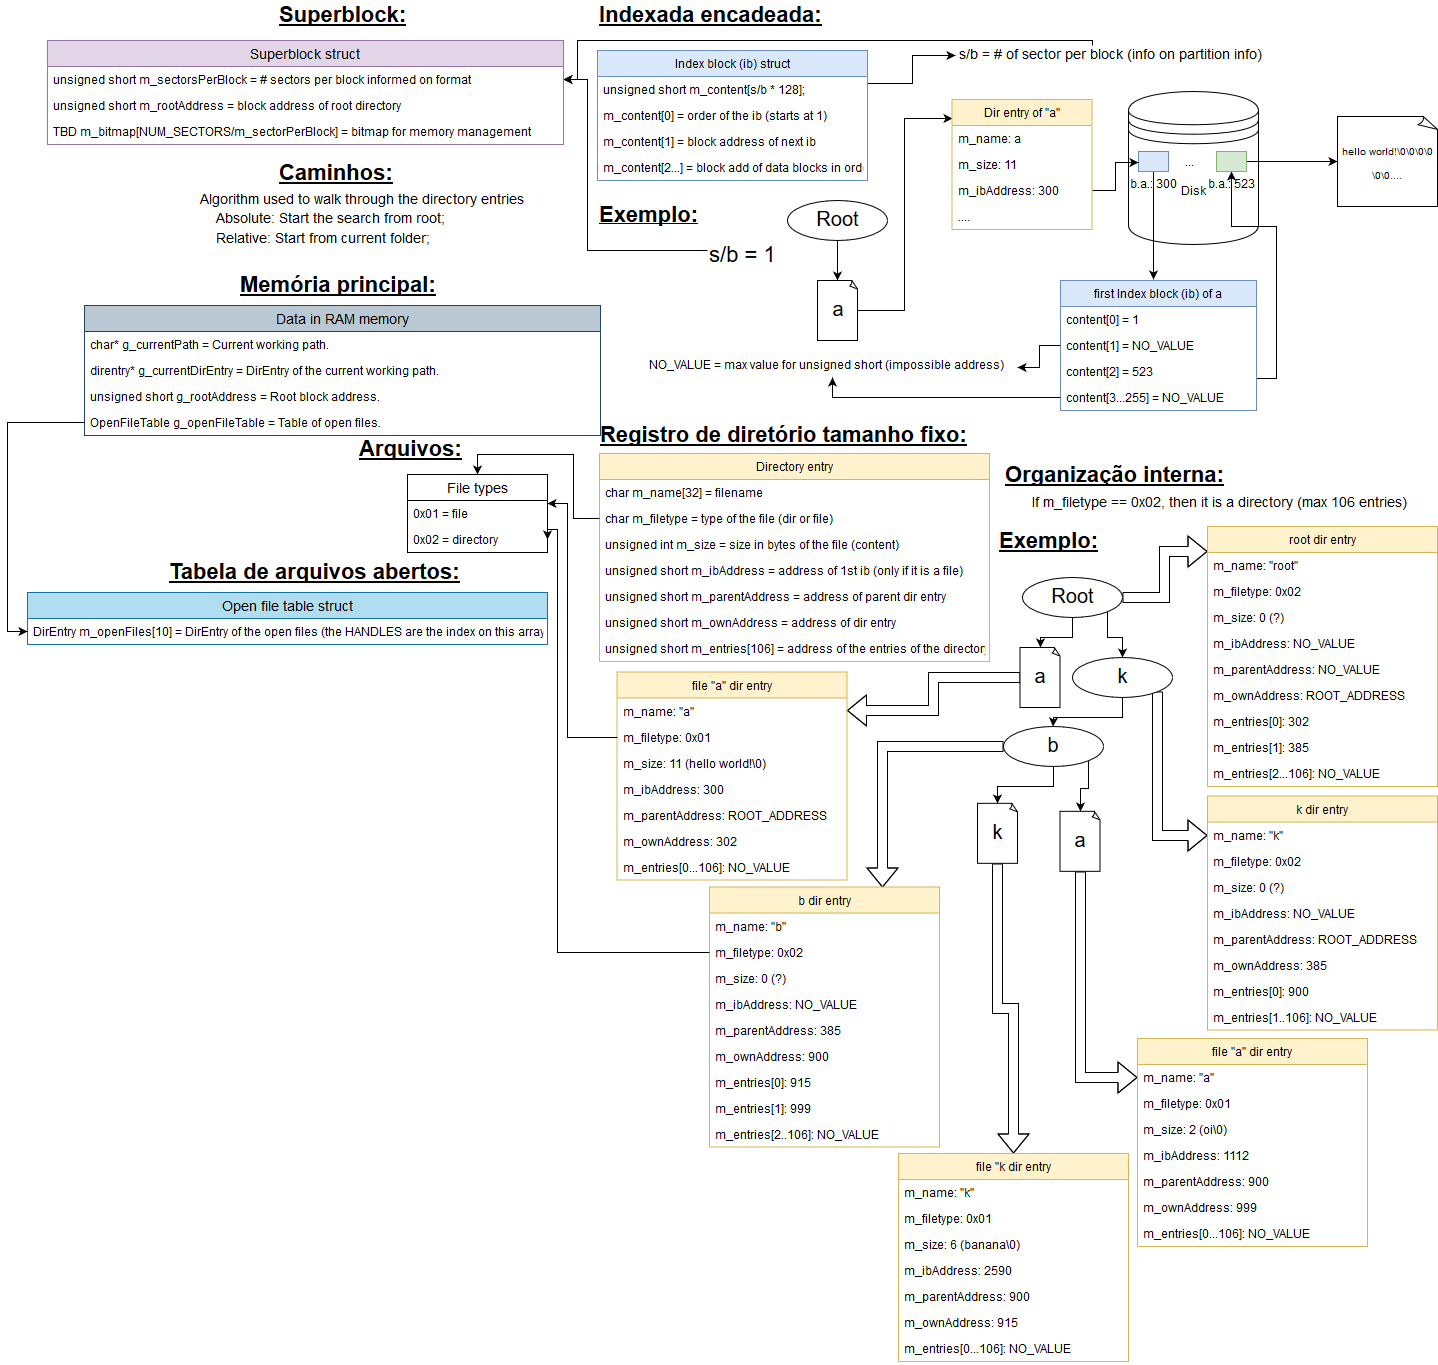 Superblock:
Superblock struct
unsigned short m_sectorsPerBlock = # sectors per block informed on format
unsigned short m_rootAddress = block address of root directory
TBD m_bitmap[NUM_SECTORS/m_sectorPerBlock] = bitmap for memory management
Caminhos:
Algorithm used to walk through the directory entries
Absolute: Start the search from root;
Relative: Start from current folder;
Memória principal:
Data in RAM memory
char* g_currentPath = Current working path.
direntry* g_currentDirEntry = DirEntry of the current working path.
unsigned short g_rootAddress = Root block address.
OpenFileTable g_openFileTable = Table of open files.
Arquivos:
File types
0x01 = file
0x02 = directory
Tabela de arquivos abertos:
Open file table struct
DirEntry m_openFiles[10] = DirEntry of the open files (the HANDLES are the index on this array
Indexada encadeada:
Index block (ib) struct
unsigned short m_content[s/b * 128];
m_content[0] = order of the ib (starts at 1)
m_content[1] = block address of next ib
m_content[2...] = block add of data blocks in orde
s/b = # of sector per block (info on partition info)
Exemplo:
s/b = 1
Root
a
Dir entry of "a"
m_name: a
m_size: 11
m_ibAddress: 300
....
...
b.a.: 300
Disk
b.a.: 523
hello world!\0\0\0\0
\0\0....
first Index block (ib) of a
content[0] = 1
content[1] = NO_VALUE
content[2] = 523
content[3...255] = NO_VALUE
NO_VALUE = max value for unsigned short (impossible address)
Registro de diretório tamanho fixo:
Directory entry
char m_name[32] = filename
char m_filetype = type of the file (dir or file)
unsigned int m_size = size in bytes of the file (content)
unsigned short m_ibAddress = address of 1st ib (only if it is a file)
unsigned short m_parentAddress = address of parent dir entry
unsigned short m_ownAddress = address of dir entry
unsigned short m_entries[106] = address of the entries of the directory
Organização interna:
If m_filetype == 0x02, then it is a directory (max 106 entries)
Exemplo:
Root
a
k
b
k
a
root dir entry
m_name: "root"
m_filetype: 0x02
m_size: 0 (?)
m_ibAddress: NO_VALUE
m_parentAddress: NO_VALUE
m_ownAddress: ROOT_ADDRESS
m_entries[0]: 302
m_entries[1]: 385
m_entries[2...106]: NO_VALUE
file "a" dir entry
m_name: "a"
m_filetype: 0x01
m_size: 11 (hello world!\0)
m_ibAddress: 300
m_parentAddress: ROOT_ADDRESS
m_ownAddress: 302
m_entries[0...106]: NO_VALUE
k dir entry
m_name: "k"
m_filetype: 0x02
m_size: 0 (?)
m_ibAddress: NO_VALUE
m_parentAddress: ROOT_ADDRESS
m_ownAddress: 385
m_entries[0]: 900
m_entries[1..106]: NO_VALUE
b dir entry
m_name: "b"
m_filetype: 0x02
m_size: 0 (?)
m_ibAddress: NO_VALUE
m_parentAddress: 385
m_ownAddress: 900
m_entries[0]: 915
m_entries[1]: 999
m_entries[2..106]: NO_VALUE
file "a" dir entry
m_name: "a"
m_filetype: 0x01
m_size: 2 (oi\0)
m_ibAddress: 1112
m_parentAddress: 900
m_ownAddress: 999
m_entries[0...106]: NO_VALUE
file "k dir entry
m_name: "k"
m_filetype: 0x01
m_size: 6 (banana\0)
m_ibAddress: 2590
m_parentAddress: 900
m_ownAddress: 915
m_entries[0...106]: NO_VALUE